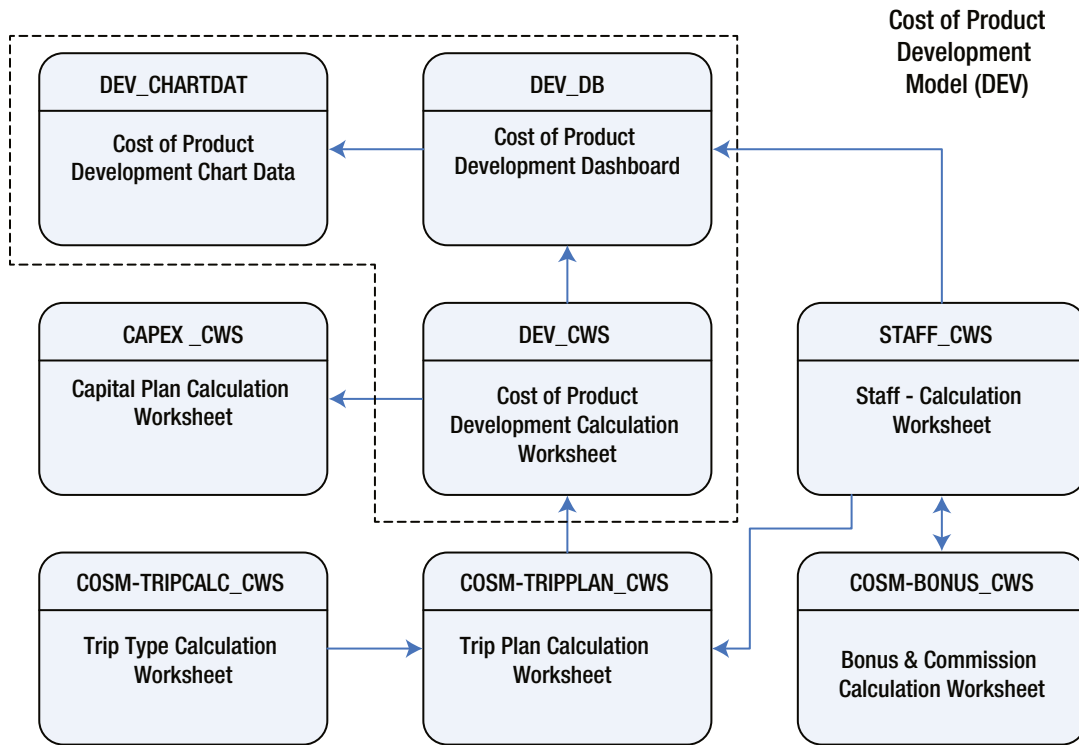 Cost of Product
Development
Model (DEV)
DEV_CHARTDAT
Cost of Product
Development Chart Data
DEV_DB
Cost of Product
Development Dashboard
CAPEX _CWS
Capital Plan Calculation
Worksheet
DEV_CWS
Cost of Product
Development Calculation
Worksheet
STAFF_CWS
Staff - Calculation
Worksheet
COSM-TRIPCALC_CWS
Trip Type Calculation
Worksheet
COSM-TRIPPLAN_CWS
Trip Plan Calculation
Worksheet
COSM-BONUS_CWS
Bonus & Commission
Calculation Worksheet